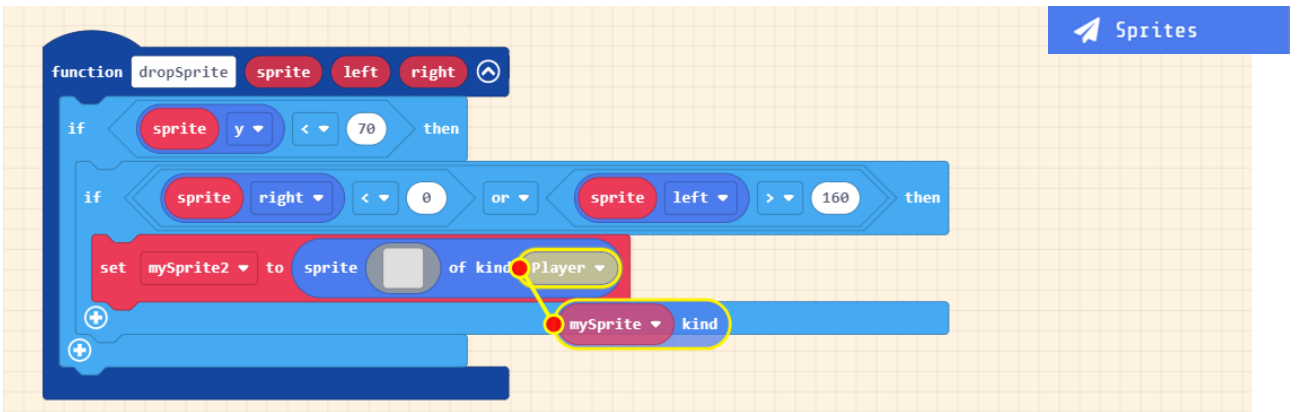 Sprites
function dropSprite sprite left right
if sprite y < 70 then
if sprite right < 0 or sprite left > 160 then
set mySprite2 to sprite of kind Player
mySprite kind